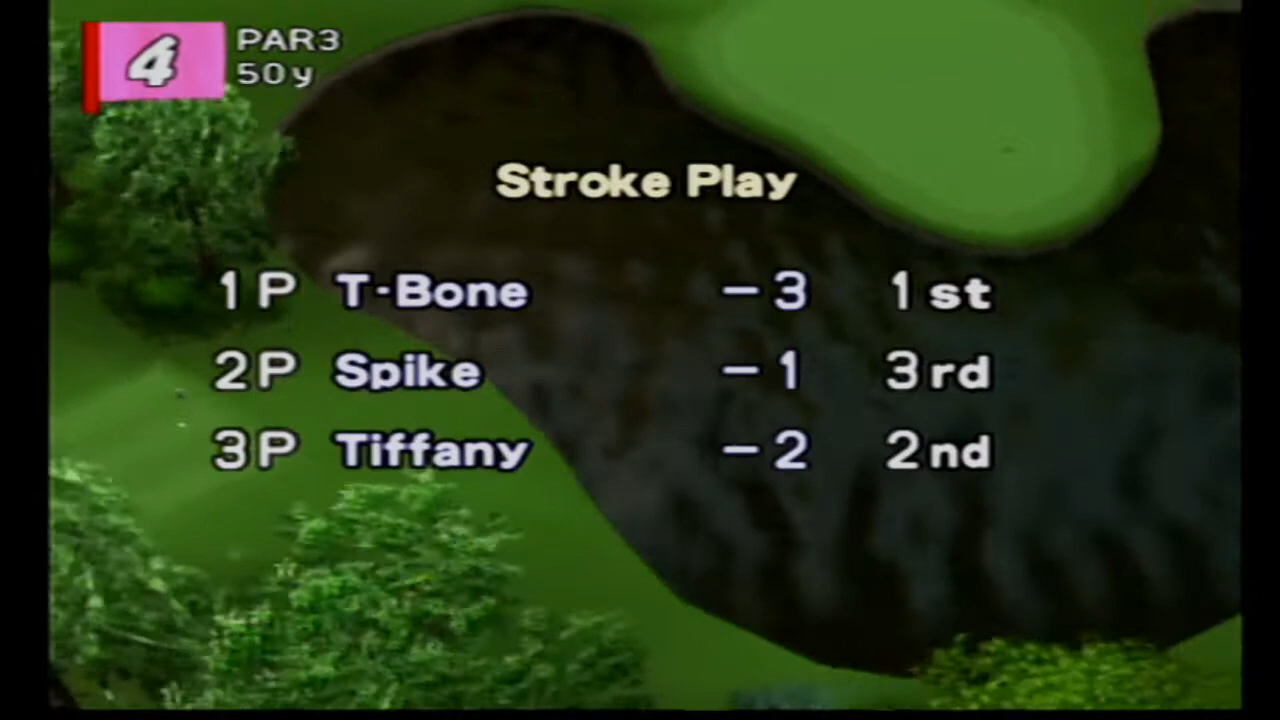 4
PAR3
50y
Stroke Play
1P T-Bone -3 1st
2P Spike -1 3rd
3P Tiffany -2 2nd